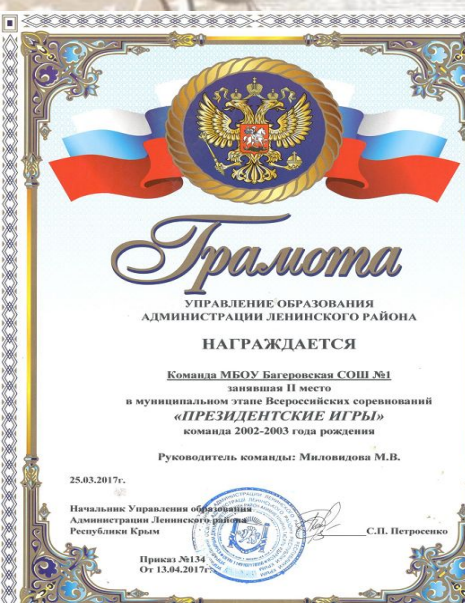 Грамота
УПРАВЛЕНИЕ ОБРАЗОВАНИЯ
АДМИНИСТРАЦИИ ЛЕНИНСКОГО РАЙОНА
НАГРАЖДАЕТСЯ
Команда МБОУ Багеровская СОШ №1
занявшая II место
в муниципальном этапе Всероссийских соревнований
«ПРЕЗИДЕНТСКИЕ ИГРЫ»
команда 2002-2003 года рождения
Руководитель команды: Миловидова М.В.
25.03.2017г.
Начальник Управления образования
Администрации Ленинского района
Республики Крым
С.П. Петросенко
Приказ №134
От 13.04.2017г.